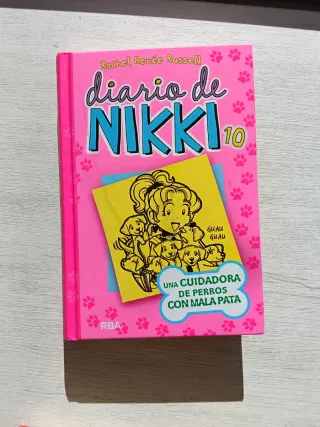 Rachel Renée Russell
diario de
NIKKI 10
GUAU
GUAU
UNA CUIDADORA
DE PERROS
CON MALA PATA
RBA